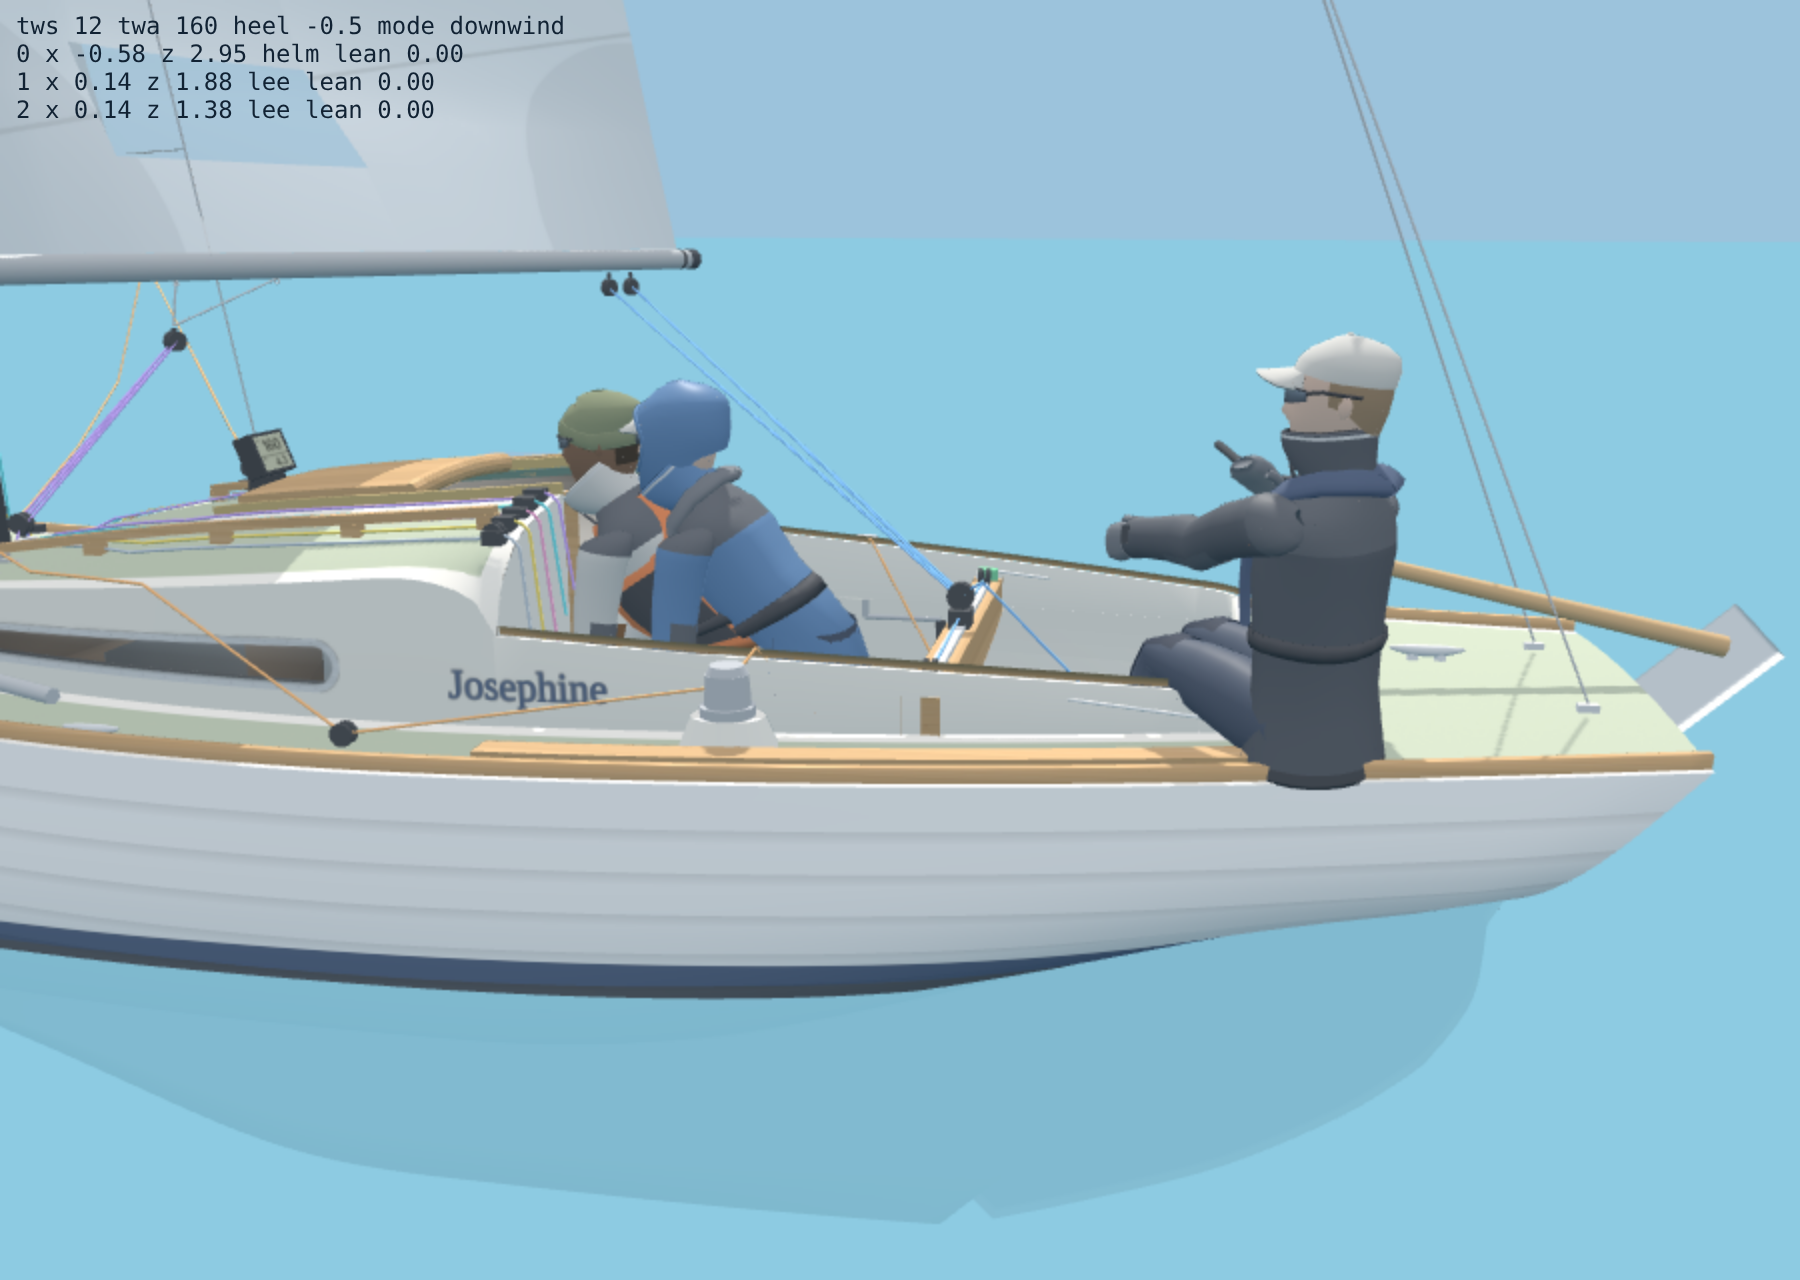 tws 12 twa 160 heel -0.5 mode downwind
0 x -0.58 z 2.95 helm lean 0.00
1 x 0.14 z 1.88 lee lean 0.00
2 x 0.14 z 1.38 lee lean 0.00
Josephine